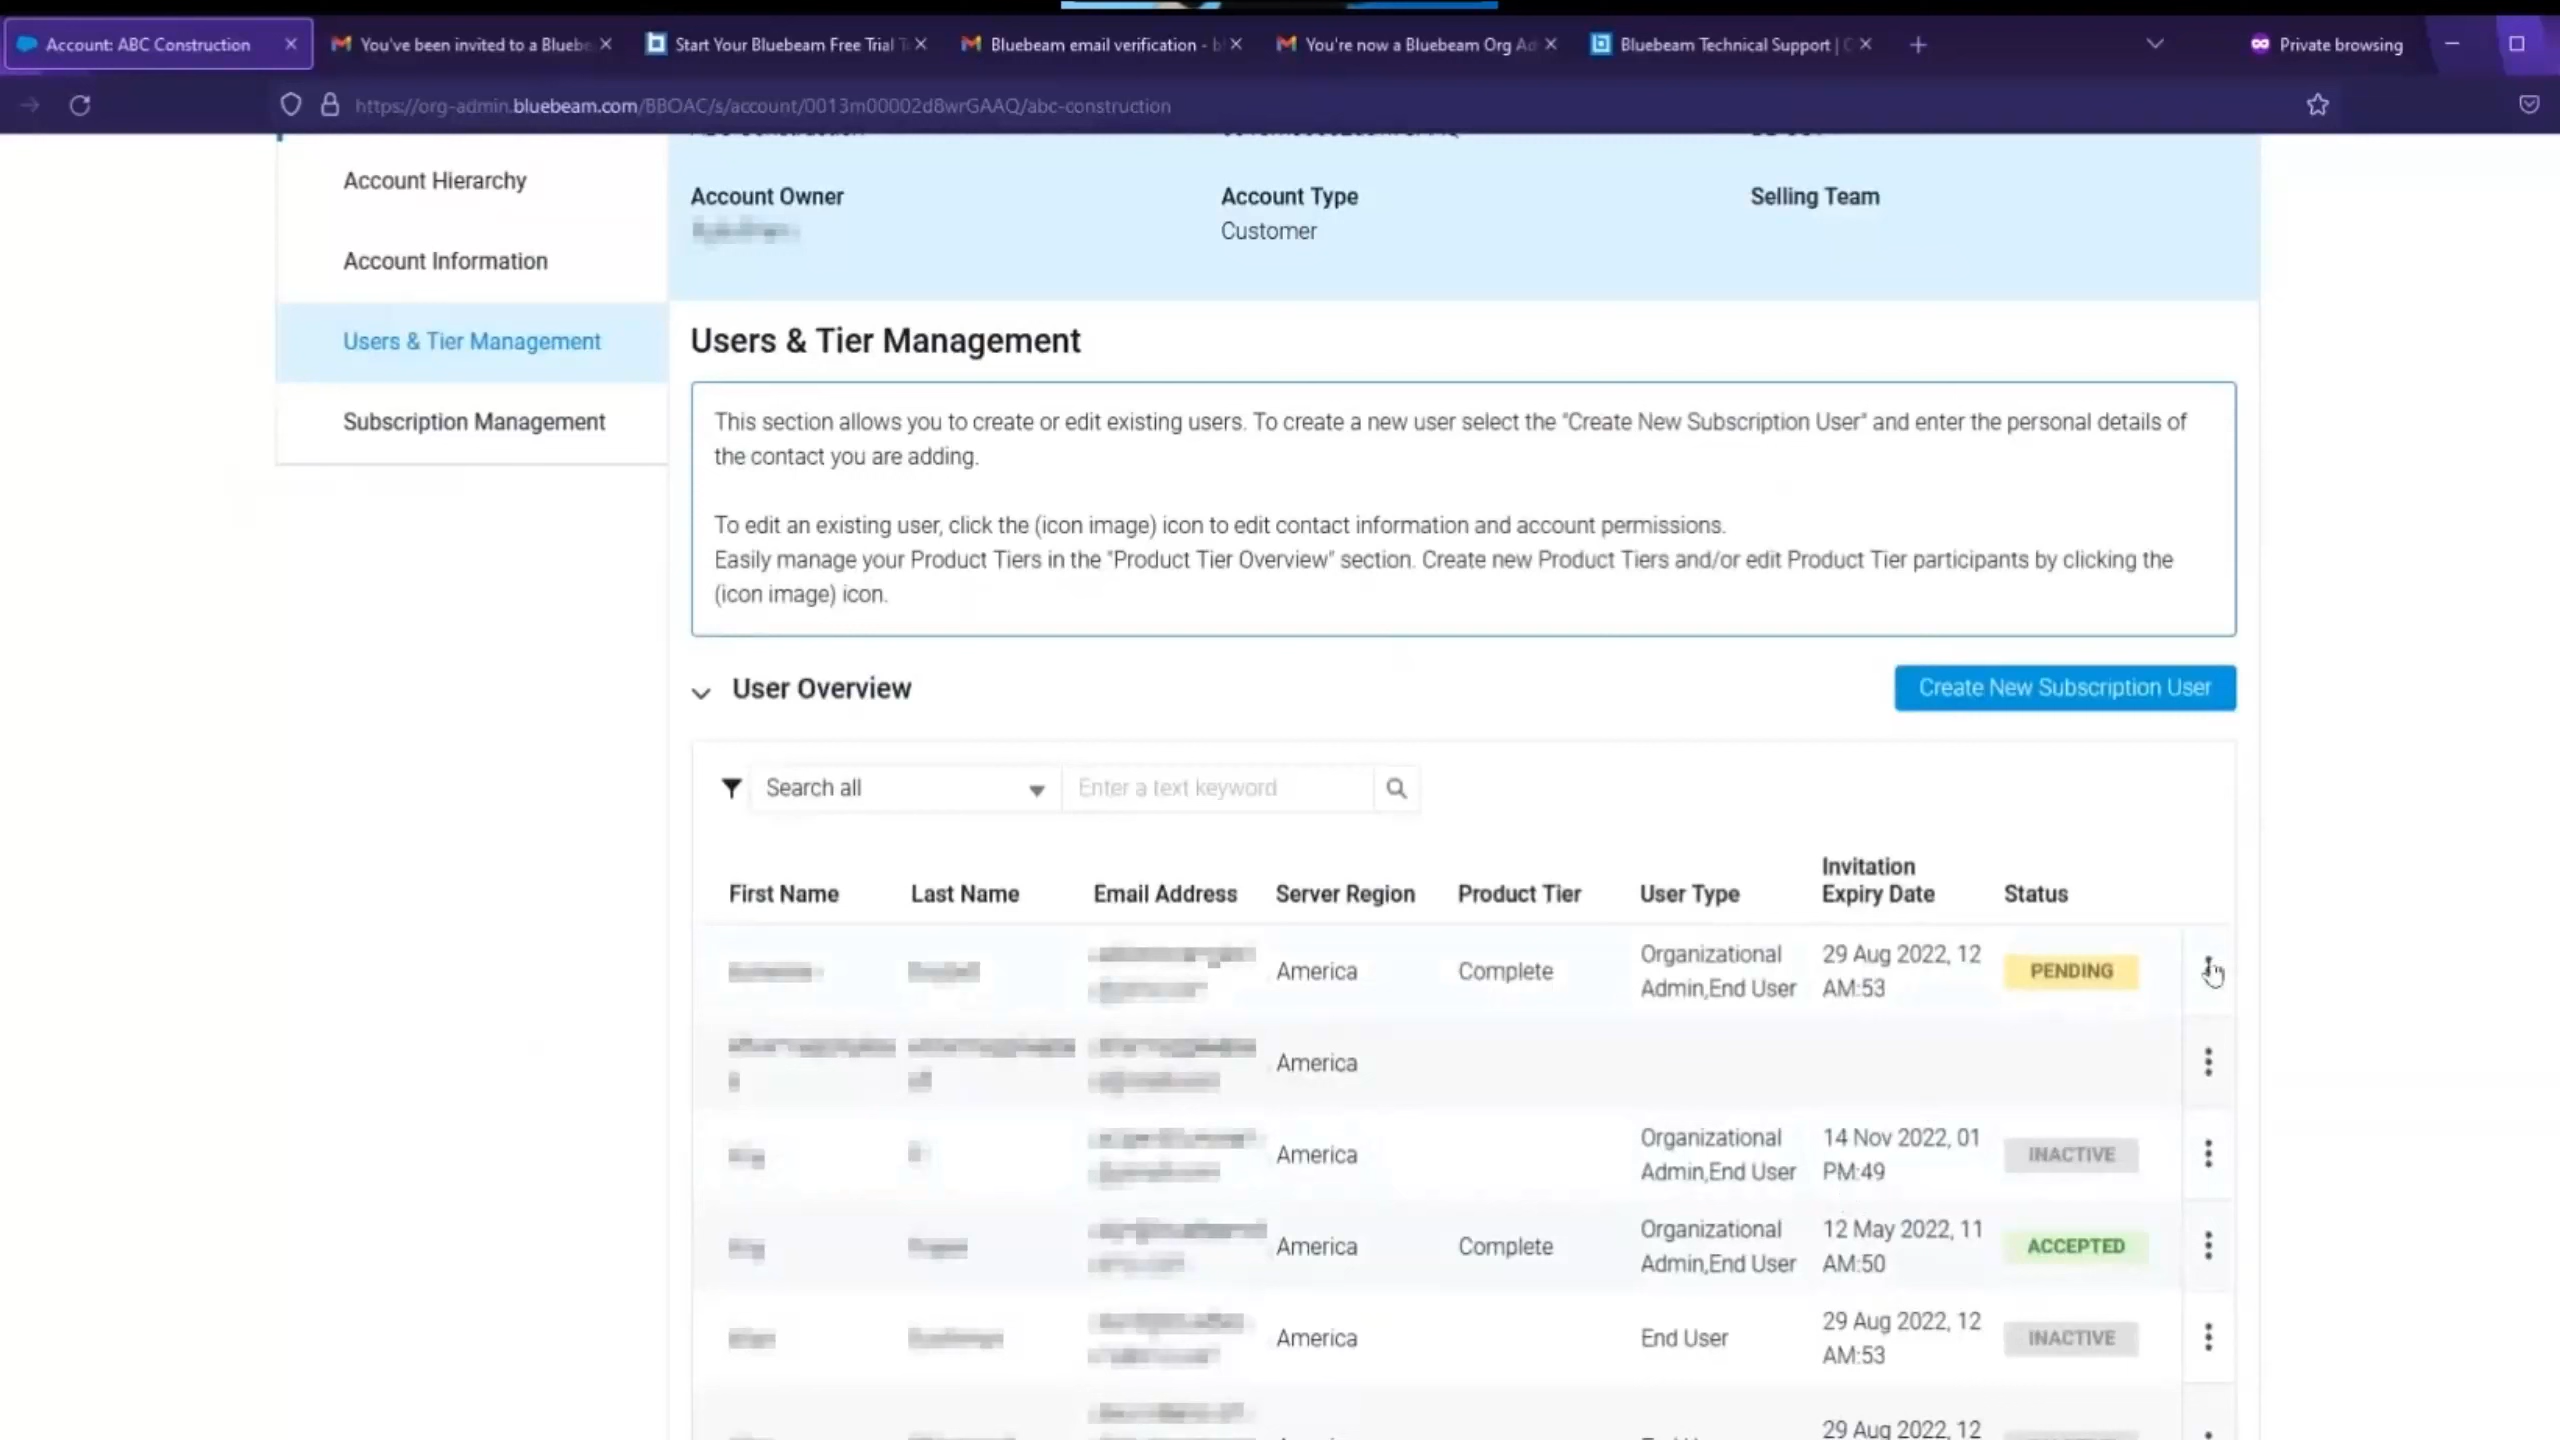 Account: ABC Construction
You've been invited to a Blueb
Start Your Bluebeam Free Trial T
Bluebeam email verification - b
You're now a Bluebeam Org Ad
Bluebeam Technical Support | C
Private browsing
https://org-admin.bluebeam.com/BBOAC/s/account/0013m00002d8wrGAAQ/abc-construction
Account Hierarchy
Account Information
Users & Tier Management
Subscription Management
Account Owner
Account Type
Selling Team
Customer
Users & Tier Management
This section allows you to create or edit existing users. To create a new user select the "Create New Subscription User" and enter the personal details of
the contact you are adding.
To edit an existing user, click the (icon image) icon to edit contact information and account permissions.
Easily manage your Product Tiers in the "Product Tier Overview" section. Create new Product Tiers and/or edit Product Tier participants by clicking the
(icon image) icon.
User Overview
Create New Subscription User
Search all
Enter a text keyword
First Name
Last Name
Email Address
Server Region
Product Tier
User Type
Invitation
Expiry Date
Status
America
Complete
Organizational
Admin,End User
29 Aug 2022, 12
AM:53
PENDING
America
America
Organizational
Admin,End User
14 Nov 2022, 01
PM:49
INACTIVE
America
Complete
Organizational
Admin,End User
12 May 2022, 11
AM:50
ACCEPTED
America
End User
29 Aug 2022, 12
AM:53
INACTIVE
29 Aug 2022, 12